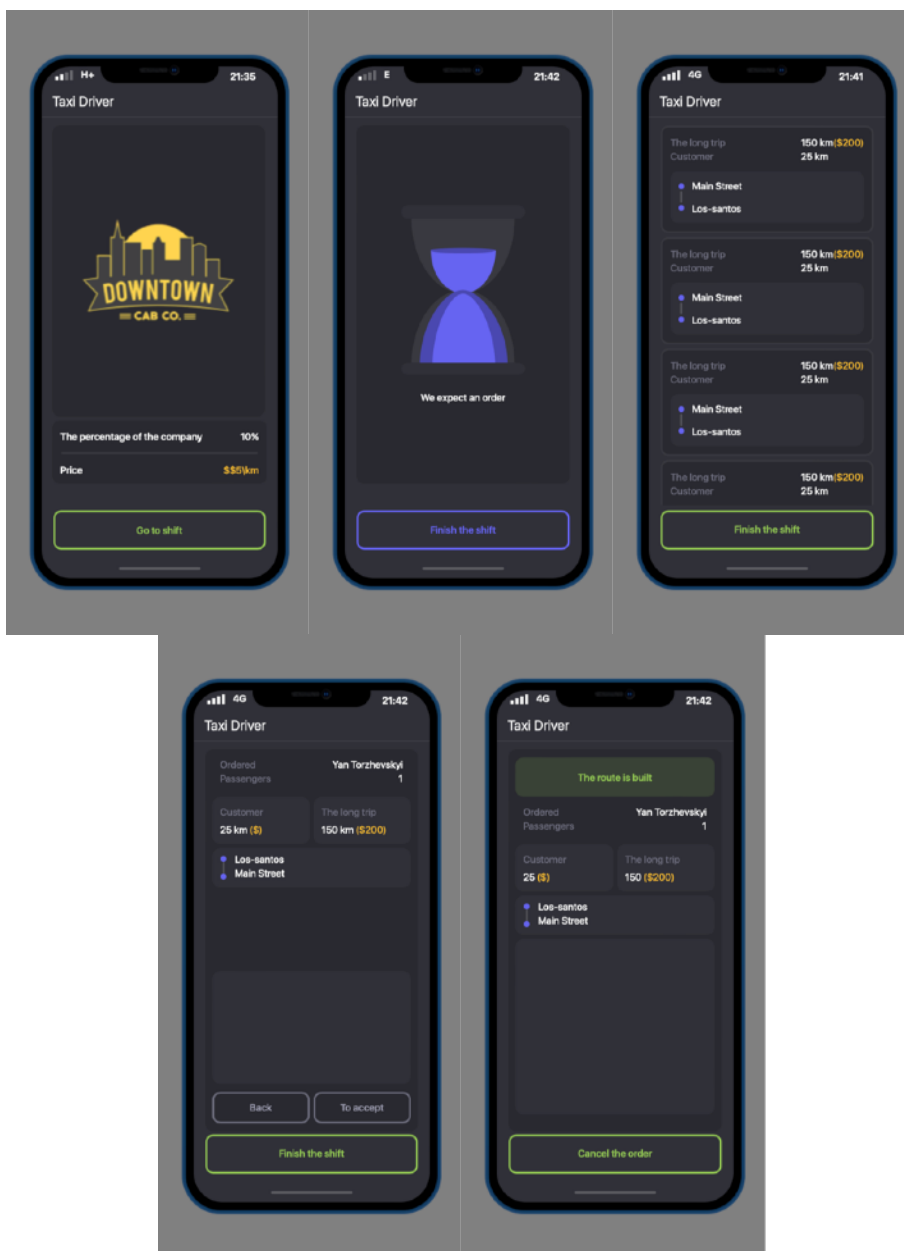 H+ 21:35
Taxi Driver
DOWNTOWN
CAB CO.
The percentage of the company 10%
Price $$5\km
Go to shift
E 21:42
Taxi Driver
We expect an order
Finish the shift
4G 21:41
Taxi Driver
The long trip 150 km($200)
Customer 25 km
Main Street
Los-santos
The long trip 150 km($200)
Customer 25 km
Main Street
Los-santos
The long trip 150 km($200)
Customer 25 km
Main Street
Los-santos
The long trip 150 km($200)
Customer 25 km
Finish the shift
4G 21:42
Taxi Driver
Ordered Yan Torzhevskyi
Passengers 1
Customer The long trip
25 km ($) 150 km ($200)
Los-santos
Main Street
Back To accept
Finish the shift
4G 21:42
Taxi Driver
The route is built
Ordered Yan Torzhevskyi
Passengers 1
Customer The long trip
25 ($) 150 ($200)
Los-santos
Main Street
Cancel the order